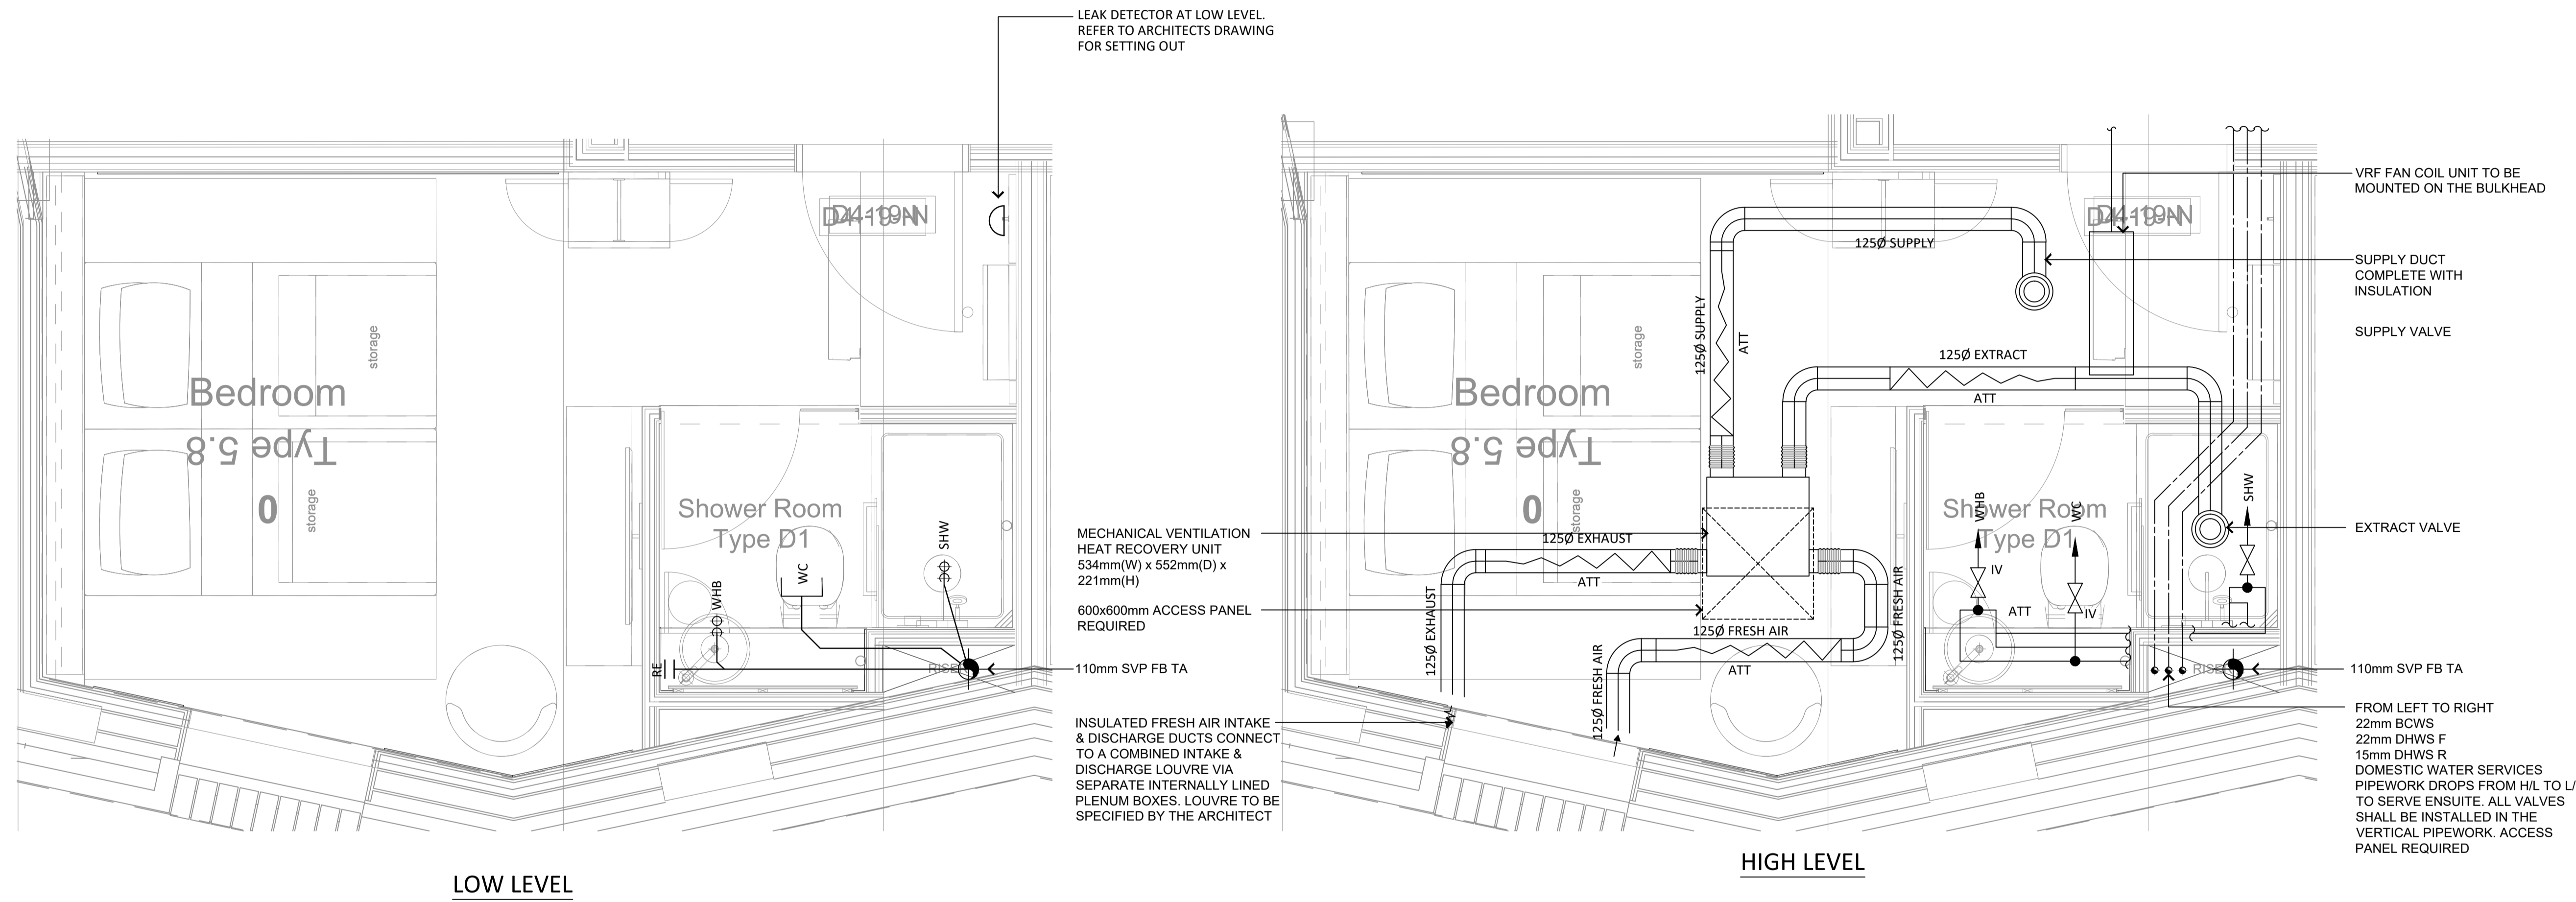 LEAK DETECTOR AT LOW LEVEL.
REFER TO ARCHITECTS DRAWING
FOR SETTING OUT
D4-19-N
storage
Bedroom
Type 5.8
0
storage
Shower Room
Type D1
SHW
WC
WHB
RE
MECHANICAL VENTILATION
HEAT RECOVERY UNIT
534mm(W) x 552mm(D) x
221mm(H)
600x600mm ACCESS PANEL
REQUIRED
110mm SVP FB TA
INSULATED FRESH AIR INTAKE
& DISCHARGE DUCTS CONNECT
TO A COMBINED INTAKE &
DISCHARGE LOUVRE VIA
SEPARATE INTERNALLY LINED
PLENUM BOXES. LOUVRE TO BE
SPECIFIED BY THE ARCHITECT
LOW LEVEL
D4-19-N
125Ø SUPPLY
125Ø SUPPLY
ATT
storage
125Ø EXTRACT
ATT
Bedroom
Type 5.8
0
storage
125Ø EXHAUST
ATT
125Ø EXHAUST
125Ø FRESH AIR
125Ø FRESH AIR
ATT
125Ø FRESH AIR
Shower Room
Type D1
WHB
WC
SHW
IV
IV
ATT
VRF FAN COIL UNIT TO BE
MOUNTED ON THE BULKHEAD
SUPPLY DUCT
COMPLETE WITH
INSULATION
SUPPLY VALVE
EXTRACT VALVE
110mm SVP FB TA
FROM LEFT TO RIGHT
22mm BCWS
22mm DHWS F
15mm DHWS R
DOMESTIC WATER SERVICES
PIPEWORK DROPS FROM H/L TO L/
TO SERVE ENSUITE. ALL VALVES
SHALL BE INSTALLED IN THE
VERTICAL PIPEWORK. ACCESS
PANEL REQUIRED
HIGH LEVEL